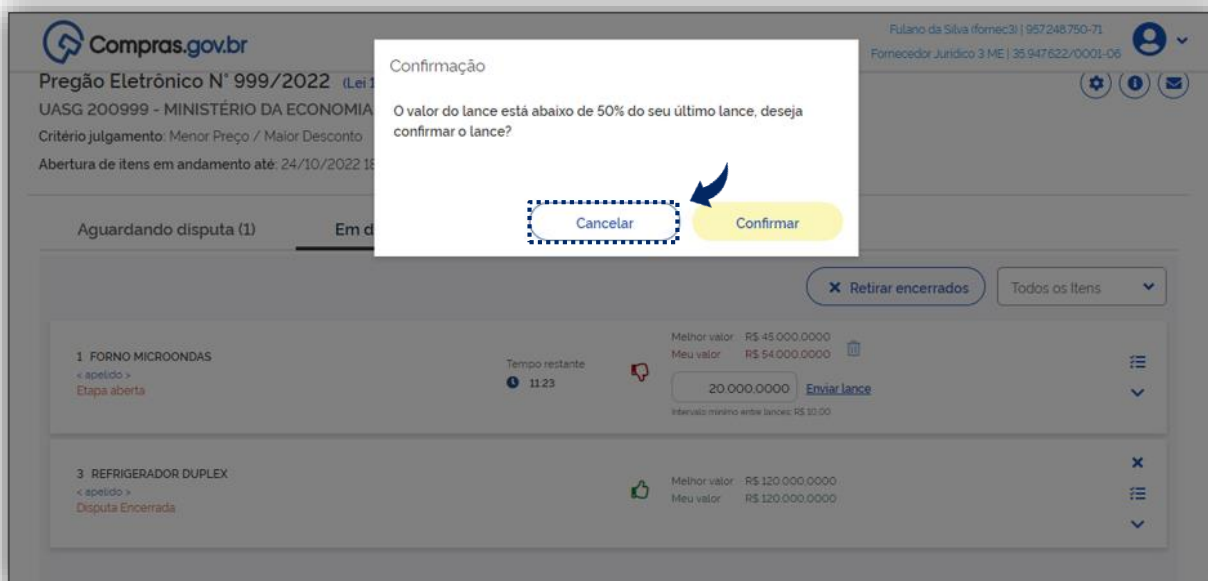 Compras.gov.br
Fulano da Silva (fornec3) | 957.248.750-71
Fornecedor Jurídico 3 ME | 35.947.622/0001-06
Pregão Eletrônico N° 999/2022 (Lei 1
UASG 200999 - MINISTÉRIO DA ECONOMIA
Critério julgamento: Menor Preço / Maior Desconto
Abertura de itens em andamento até: 24/10/2022 18
Confirmação
O valor do lance está abaixo de 50% do seu último lance, deseja
confirmar o lance?
Cancelar
Confirmar
Aguardando disputa (1)
Em d
Retirar encerrados
Todos os Itens
1 FORNO MICROONDAS
< apelido >
Etapa aberta
Tempo restante
11:23
Melhor valor R$ 45.000,0000
Meu valor R$ 54.000,0000
20.000,0000 Enviar lance
Intervalo mínimo entre lances: R$ 10,00
3 REFRIGERADOR DUPLEX
< apelido >
Disputa Encerrada
Melhor valor R$ 120.000,0000
Meu valor R$ 120.000,0000